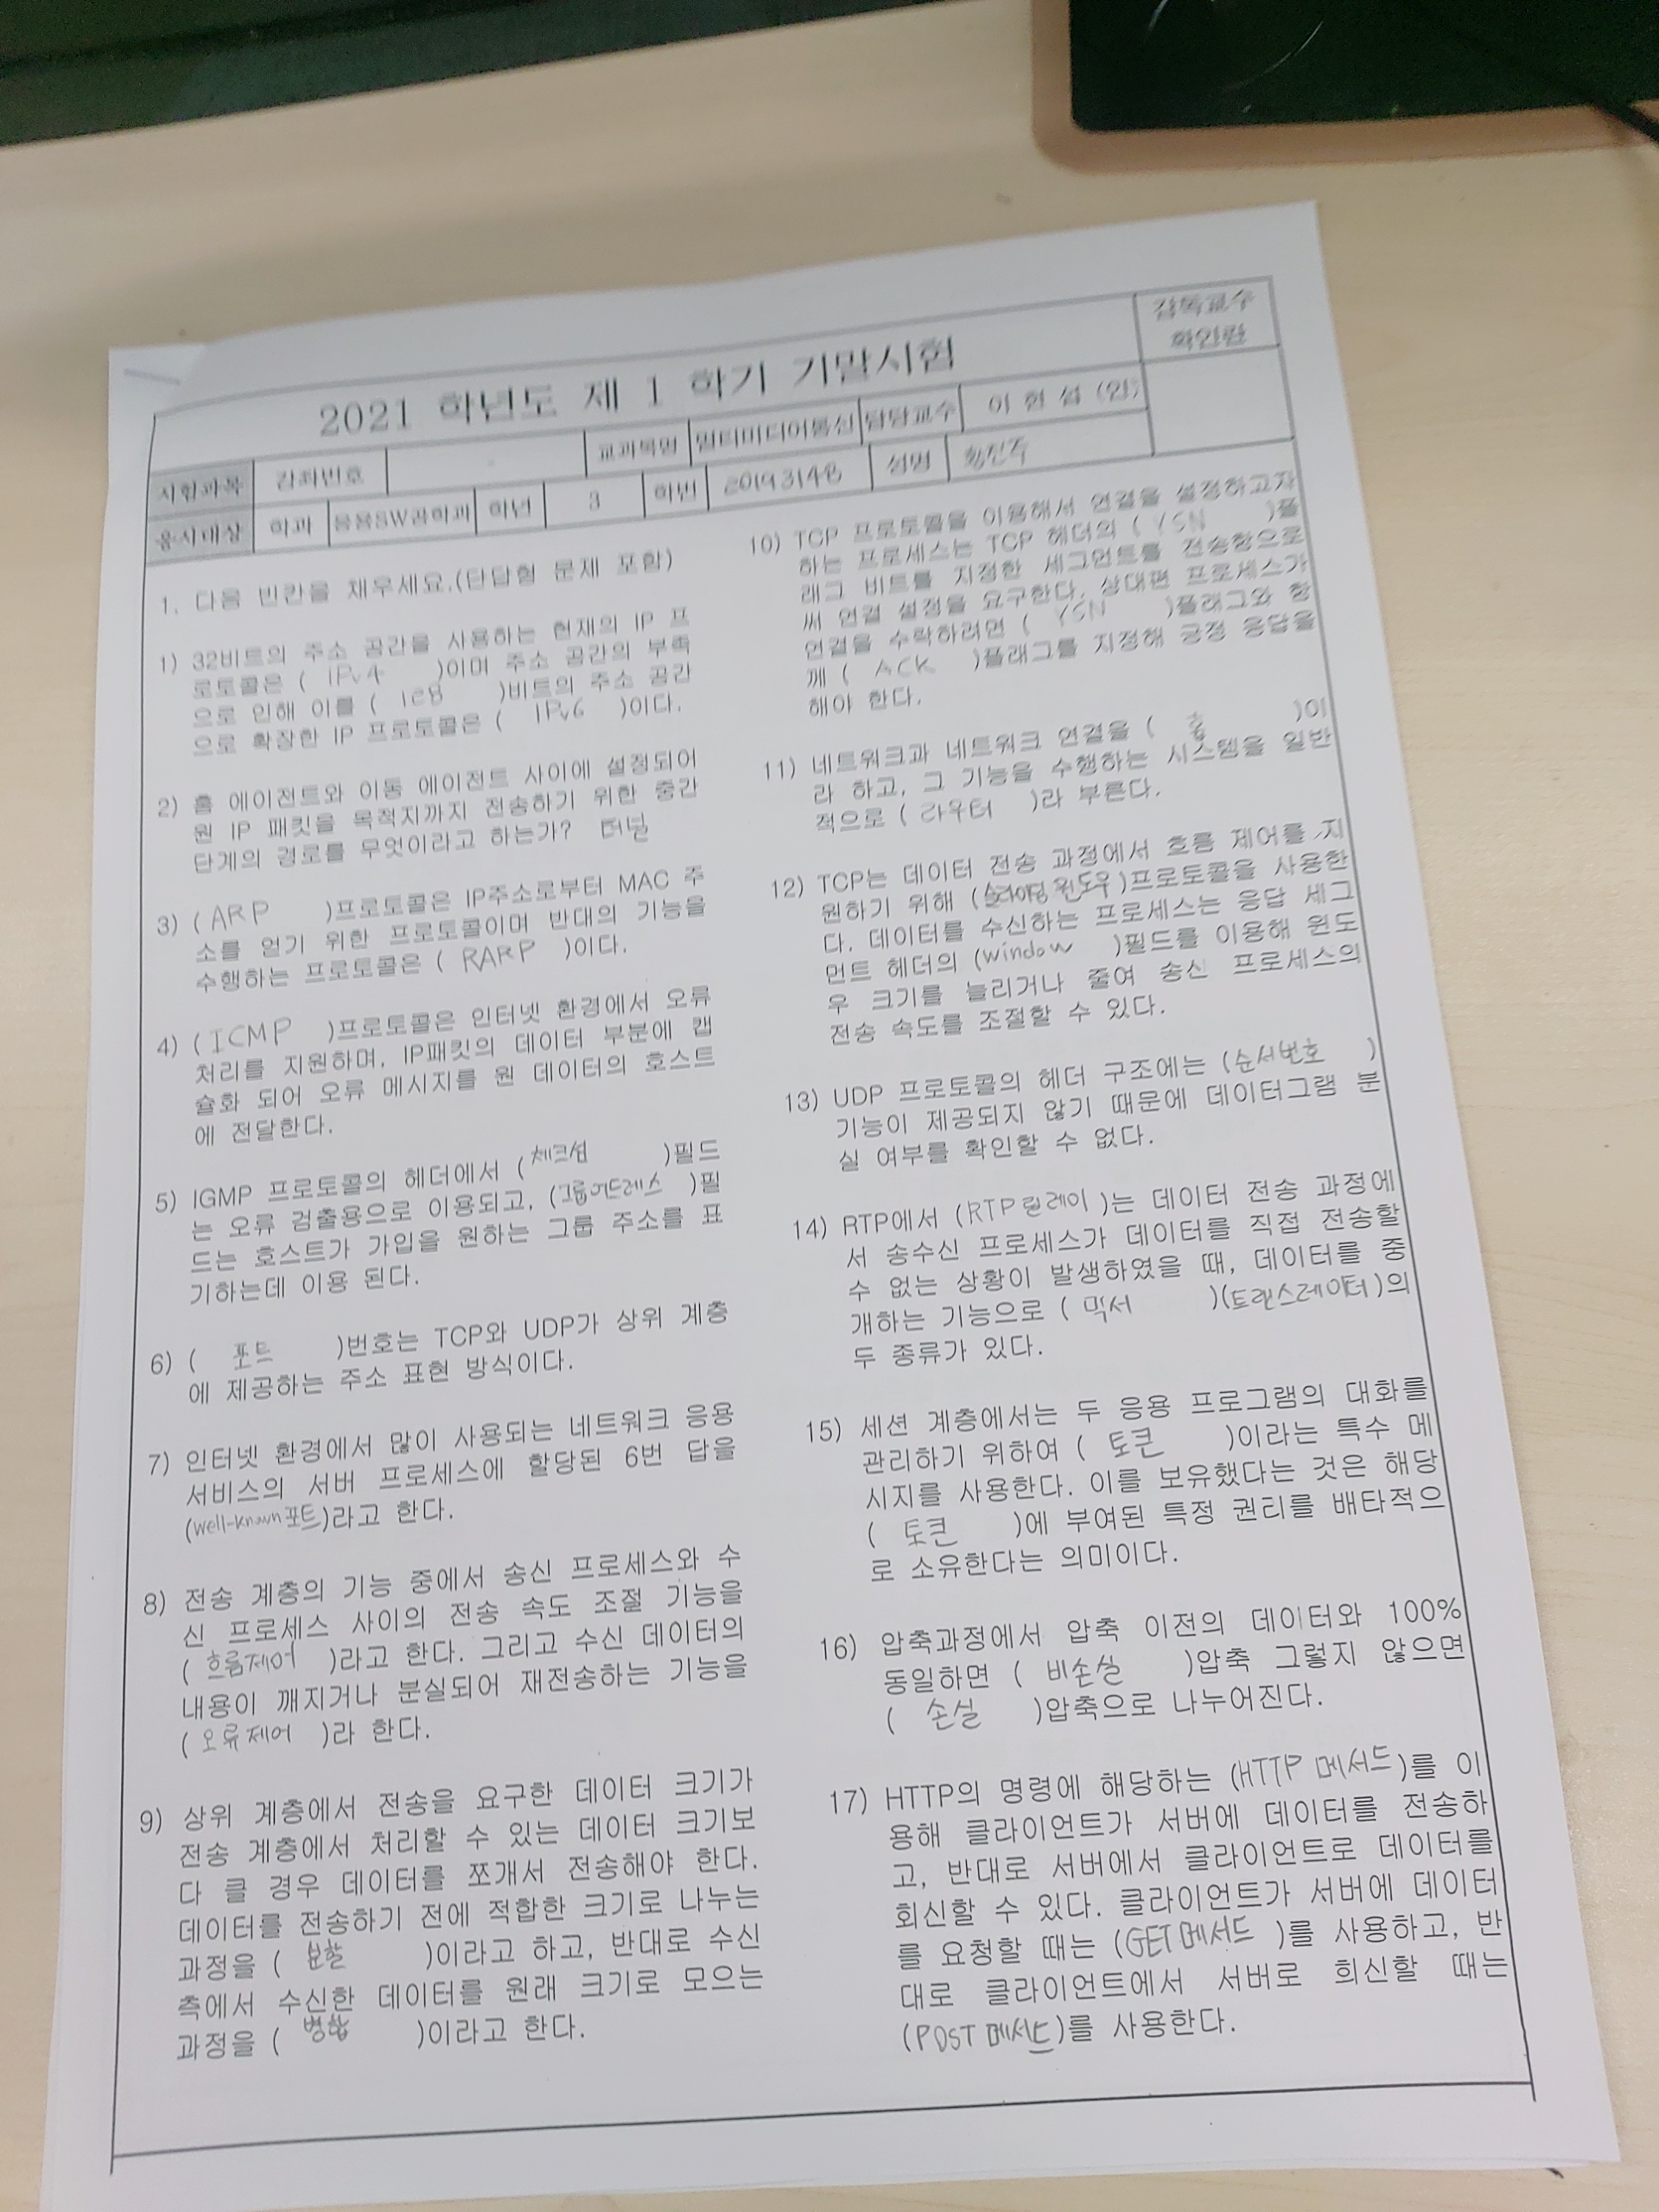 2021 학년도 제 1 학기 기말시험
감독교수
확인란
시험과목 강좌번호 교과목명 멀티미디어통신 담당교수 이 현 섭 (인)
응시대상 학과 응용SW공학과 학년 3 학번 성명
1. 다음 빈칸을 채우세요.(단답형 문제 포함)
1) 32비트의 주소 공간을 사용하는 현재의 IP 프
로토콜은 ( IPv4 )이며 주소 공간의 부족
으로 인해 이를 ( 128 )비트의 주소 공간
으로 확장한 IP 프로토콜은 ( IPv6 )이다.
2) 홈 에이전트와 이동 에이전트 사이에 설정되어
원 IP 패킷을 목적지까지 전송하기 위한 중간
단계의 경로를 무엇이라고 하는가? 터널
3) ( ARP )프로토콜은 IP주소로부터 MAC 주
소를 얻기 위한 프로토콜이며 반대의 기능을
수행하는 프로토콜은 ( RARP )이다.
4) ( ICMP )프로토콜은 인터넷 환경에서 오류
처리를 지원하며, IP패킷의 데이터 부분에 캡
슐화 되어 오류 메시지를 원 데이터의 호스트
에 전달한다.
5) IGMP 프로토콜의 헤더에서 ( 체크섬 )필드
는 오류 검출용으로 이용되고, (그룹어드레스 )필
드는 호스트가 가입을 원하는 그룹 주소를 표
기하는데 이용 된다.
6) ( 포트 )번호는 TCP와 UDP가 상위 계층
에 제공하는 주소 표현 방식이다.
7) 인터넷 환경에서 많이 사용되는 네트워크 응용
서비스의 서버 프로세스에 할당된 6번 답을
(well-known포트)라고 한다.
8) 전송 계층의 기능 중에서 송신 프로세스와 수
신 프로세스 사이의 전송 속도 조절 기능을
( 흐름제어 )라고 한다. 그리고 수신 데이터의
내용이 깨지거나 분실되어 재전송하는 기능을
( 오류제어 )라 한다.
9) 상위 계층에서 전송을 요구한 데이터 크기가
전송 계층에서 처리할 수 있는 데이터 크기보
다 클 경우 데이터를 쪼개서 전송해야 한다.
데이터를 전송하기 전에 적합한 크기로 나누는
과정을 ( 분할 )이라고 하고, 반대로 수신
측에서 수신한 데이터를 원래 크기로 모으는
과정을 ( 병합 )이라고 한다.
10) TCP 프로토콜을 이용해서 연결을 설정하고자
하는 프로세스는 TCP 헤더의 ( YSN )플
래그 비트를 지정한 세그먼트를 전송함으로
써 연결 설정을 요구한다. 상대편 프로세스가
연결을 수락하려면 ( YSN )플래그와 함
께 ( ACK )플래그를 지정해 긍정 응답을
해야 한다.
11) 네트워크과 네트워크 연결을 ( 홉 )이
라 하고, 그 기능을 수행하는 시스템을 일반
적으로 ( 라우터 )라 부른다.
12) TCP는 데이터 전송 과정에서 흐름 제어를 지
원하기 위해 (슬라이딩 윈도우)프로토콜을 사용한
다. 데이터를 수신하는 프로세스는 응답 세그
먼트 헤더의 (window )필드를 이용해 윈도
우 크기를 늘리거나 줄여 송신 프로세스의
전송 속도를 조절할 수 있다.
13) UDP 프로토콜의 헤더 구조에는 (순서번호 )
기능이 제공되지 않기 때문에 데이터그램 분
실 여부를 확인할 수 없다.
14) RTP에서 (RTP릴레이 )는 데이터 전송 과정에
서 송수신 프로세스가 데이터를 직접 전송할
수 없는 상황이 발생하였을 때, 데이터를 중
개하는 기능으로 ( 믹서 )(트랜스레이터)의
두 종류가 있다.
15) 세션 계층에서는 두 응용 프로그램의 대화를
관리하기 위하여 ( 토큰 )이라는 특수 메
시지를 사용한다. 이를 보유했다는 것은 해당
( 토큰 )에 부여된 특정 권리를 배타적으
로 소유한다는 의미이다.
16) 압축과정에서 압축 이전의 데이터와 100%
동일하면 ( 비손실 )압축 그렇지 않으면
( 손실 )압축으로 나누어진다.
17) HTTP의 명령에 해당하는 (HTTP 메서드)를 이
용해 클라이언트가 서버에 데이터를 전송하
고, 반대로 서버에서 클라이언트로 데이터를
회신할 수 있다. 클라이언트가 서버에 데이터
를 요청할 때는 (GET메서드 )를 사용하고, 반
대로 클라이언트에서 서버로 회신할 때는
(POST메서드)를 사용한다.